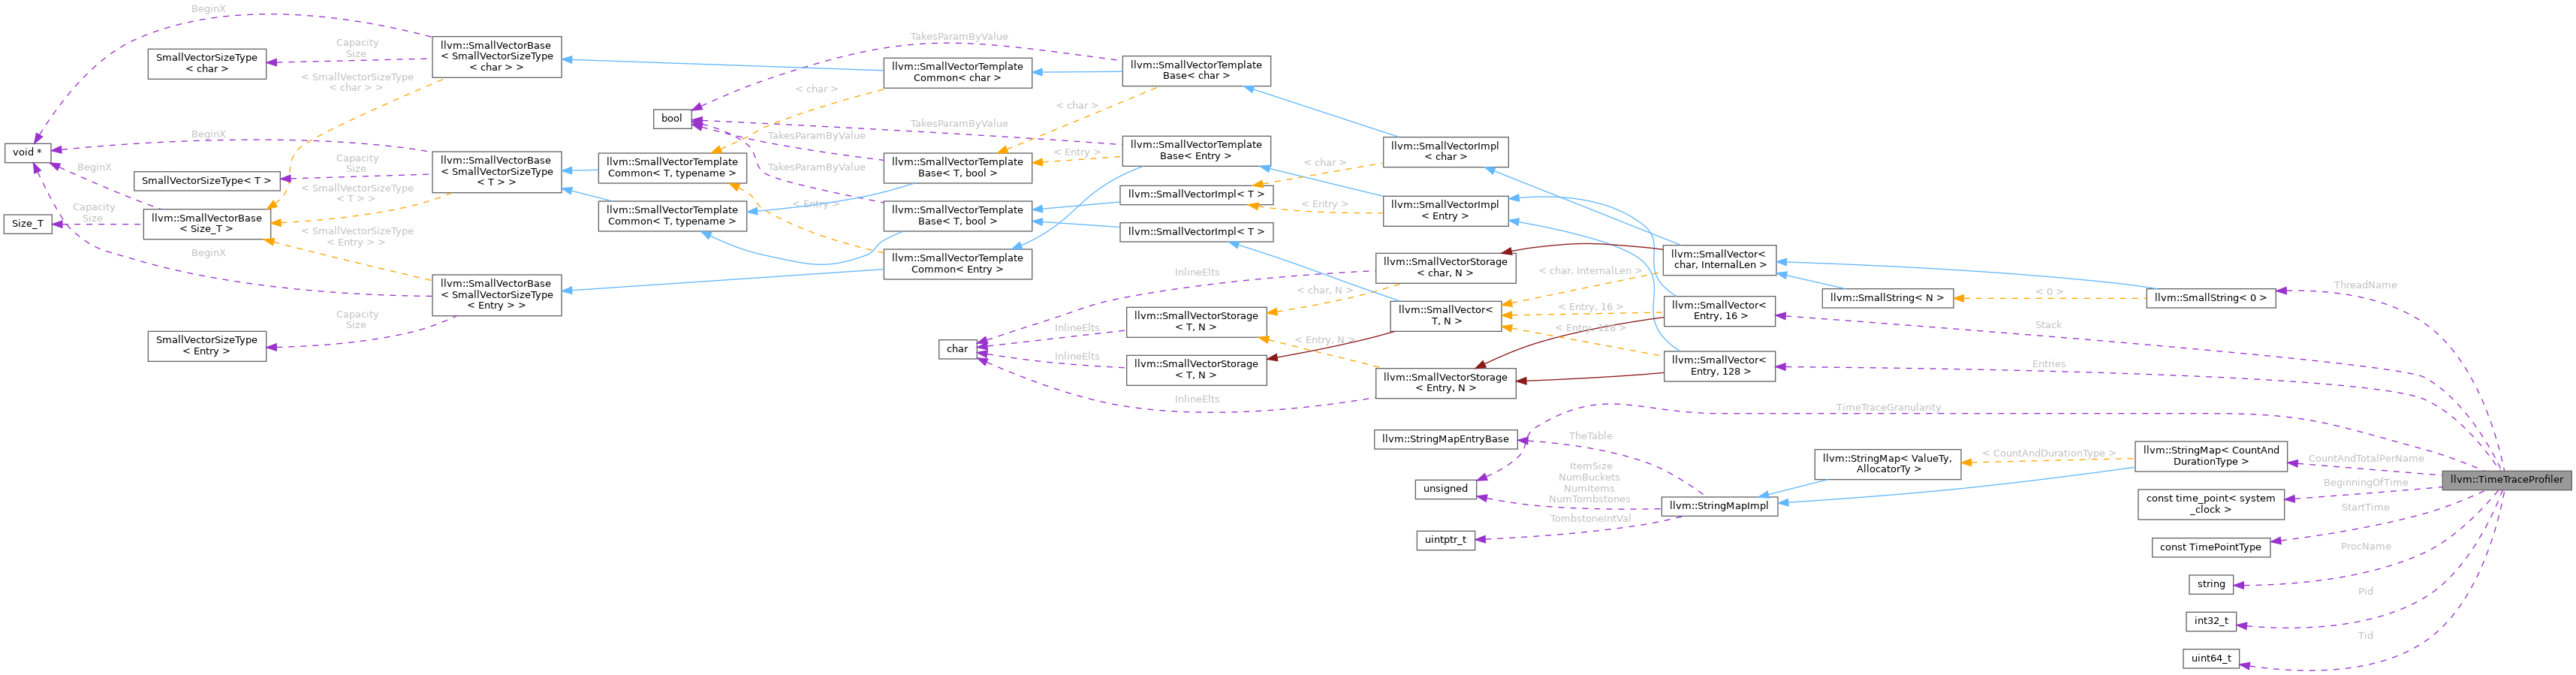 BeginX
SmallVectorSizeType
< char >
Capacity
Size
llvm::SmallVectorBase
< SmallVectorSizeType
< char > >
< SmallVectorSizeType
< char > >
void *
BeginX
BeginX
SmallVectorSizeType< T >
Capacity
Size
llvm::SmallVectorBase
< SmallVectorSizeType
< T > >
< SmallVectorSizeType
< T > >
Size_T
Capacity
Size
llvm::SmallVectorBase
< Size_T >
< SmallVectorSizeType
< Entry > >
BeginX
llvm::SmallVectorBase
< SmallVectorSizeType
< Entry > >
Capacity
Size
SmallVectorSizeType
< Entry >
bool
llvm::SmallVectorTemplate
Common< T, typename >
llvm::SmallVectorTemplate
Common< T, typename >
llvm::SmallVectorTemplate
Common< char >
< char >
TakesParamByValue
TakesParamByValue
TakesParamByValue
TakesParamByValue
llvm::SmallVectorTemplate
Base< T, bool >
llvm::SmallVectorTemplate
Base< T, bool >
< Entry >
llvm::SmallVectorTemplate
Common< Entry >
llvm::SmallVectorTemplate
Base< char >
< char >
llvm::SmallVectorTemplate
Base< Entry >
< Entry >
llvm::SmallVectorImpl< T >
llvm::SmallVectorImpl< T >
llvm::SmallVectorImpl
< char >
< char >
llvm::SmallVectorImpl
< Entry >
< Entry >
char
InlineElts
InlineElts
InlineElts
InlineElts
llvm::SmallVectorStorage
< T, N >
llvm::SmallVectorStorage
< T, N >
llvm::SmallVectorStorage
< char, N >
< char, N >
llvm::SmallVector<
T, N >
< Entry, N >
llvm::SmallVectorStorage
< Entry, N >
< char, InternalLen >
< Entry, 16 >
< Entry, 128 >
llvm::SmallVector<
char, InternalLen >
llvm::SmallVector<
Entry, 16 >
llvm::SmallVector<
Entry, 128 >
llvm::SmallString< N >
< 0 >
llvm::SmallString< 0 >
ThreadName
Stack
Entries
TimeTraceGranularity
llvm::StringMapEntryBase
TheTable
unsigned
ItemSize
NumBuckets
NumItems
NumTombstones
uintptr_t
TombstoneIntVal
llvm::StringMapImpl
llvm::StringMap< ValueTy,
AllocatorTy >
< CountAndDurationType >
llvm::StringMap< CountAnd
DurationType >
CountAndTotalPerName
llvm::TimeTraceProfiler
const time_point< system
_clock >
BeginningOfTime
const TimePointType
StartTime
string
ProcName
int32_t
Pid
uint64_t
Tid